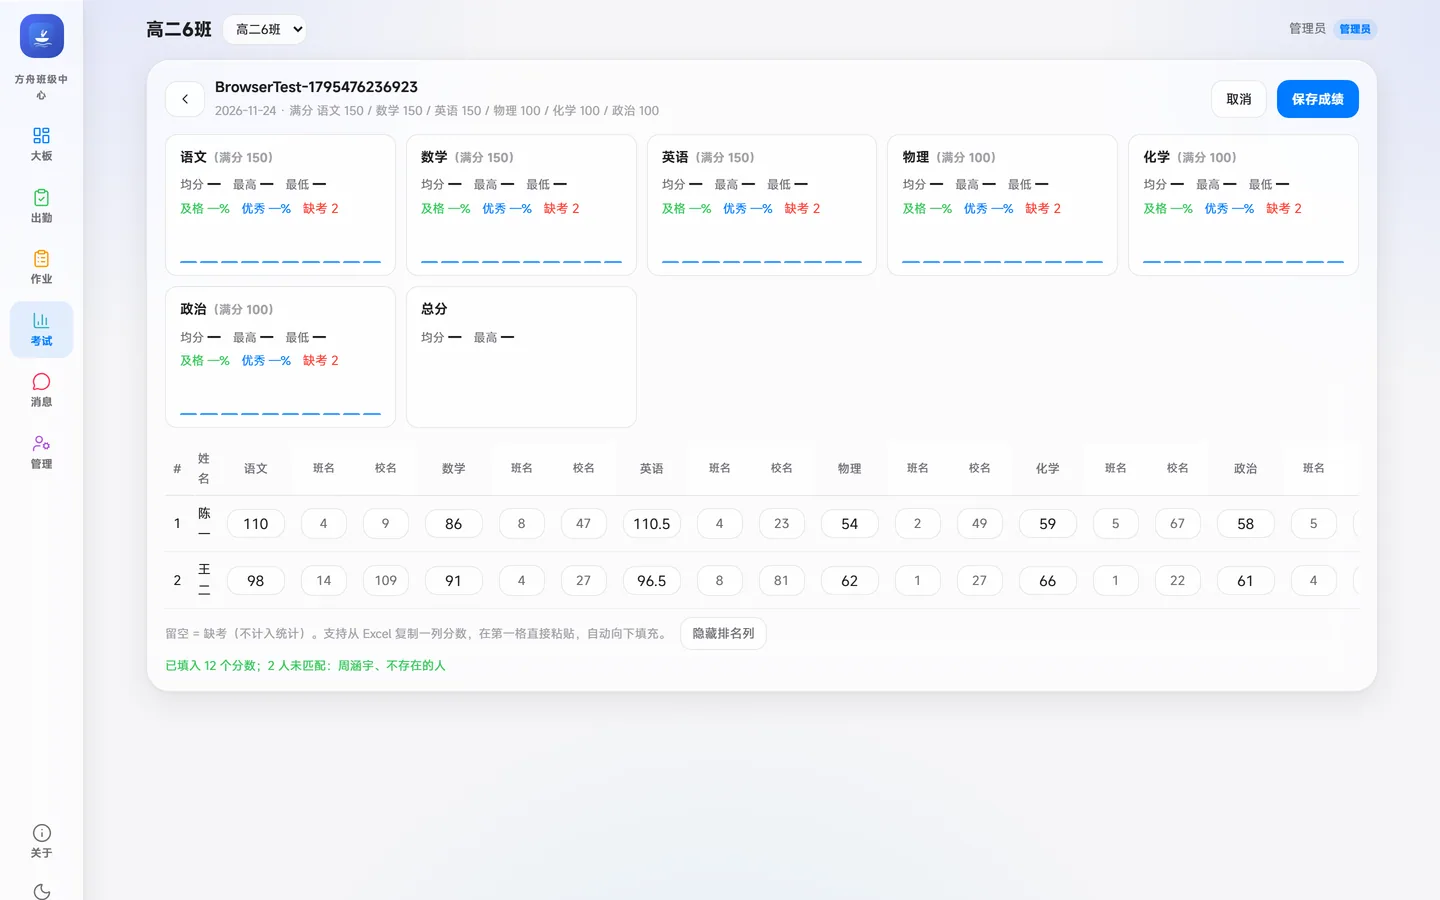 方舟班级中
心
大板
出勤
作业
考试
消息
管理
关于
高二6班 高二6班
管理员 管理员
BrowserTest-1795476236923
2026-11-24 · 满分 语文 150 / 数学 150 / 英语 150 / 物理 100 / 化学 100 / 政治 100
取消 保存成绩
语文 (满分 150)
均分 — 最高 — 最低 —
及格 —% 优秀 —% 缺考 2
数学 (满分 150)
均分 — 最高 — 最低 —
及格 —% 优秀 —% 缺考 2
英语 (满分 150)
均分 — 最高 — 最低 —
及格 —% 优秀 —% 缺考 2
物理 (满分 100)
均分 — 最高 — 最低 —
及格 —% 优秀 —% 缺考 2
化学 (满分 100)
均分 — 最高 — 最低 —
及格 —% 优秀 —% 缺考 2
政治 (满分 100)
均分 — 最高 — 最低 —
及格 —% 优秀 —% 缺考 2
总分
均分 — 最高 —
# 姓名 语文 班名 校名 数学 班名 校名 英语 班名 校名 物理 班名 校名 化学 班名 校名 政治 班名
1 陈一 110 4 9 86 8 47 110.5 4 23 54 2 49 59 5 67 58 5
2 王二 98 14 109 91 4 27 96.5 8 81 62 1 27 66 1 22 61 4
留空 = 缺考（不计入统计）。支持从 Excel 复制一列分数，在第一格直接粘贴，自动向下填充。 隐藏排名列
已填入 12 个分数；2 人未匹配：周涵宇、不存在的人